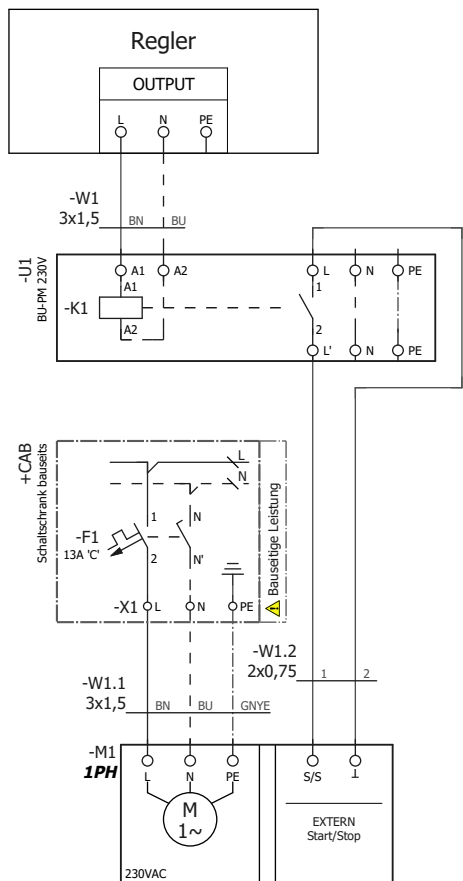 Regler
OUTPUT
L N PE
-W1
3x1,5 BN BU
-U1
BU-PM 230V
A1 A2 L N PE
A1 1
-K1
A2 2
L' N PE
+CAB
Schaltschrank bauseits
L
N
1 N
-F1
13A 'C'
2 N'
Bauseitige Leistung
-X1 L N PE
-W1.2
2x0,75 1 2
-W1.1
3x1,5 BN BU GNYE
-M1
1PH
L N PE S/S ⊥
M
1~
EXTERN
Start/Stop
230VAC